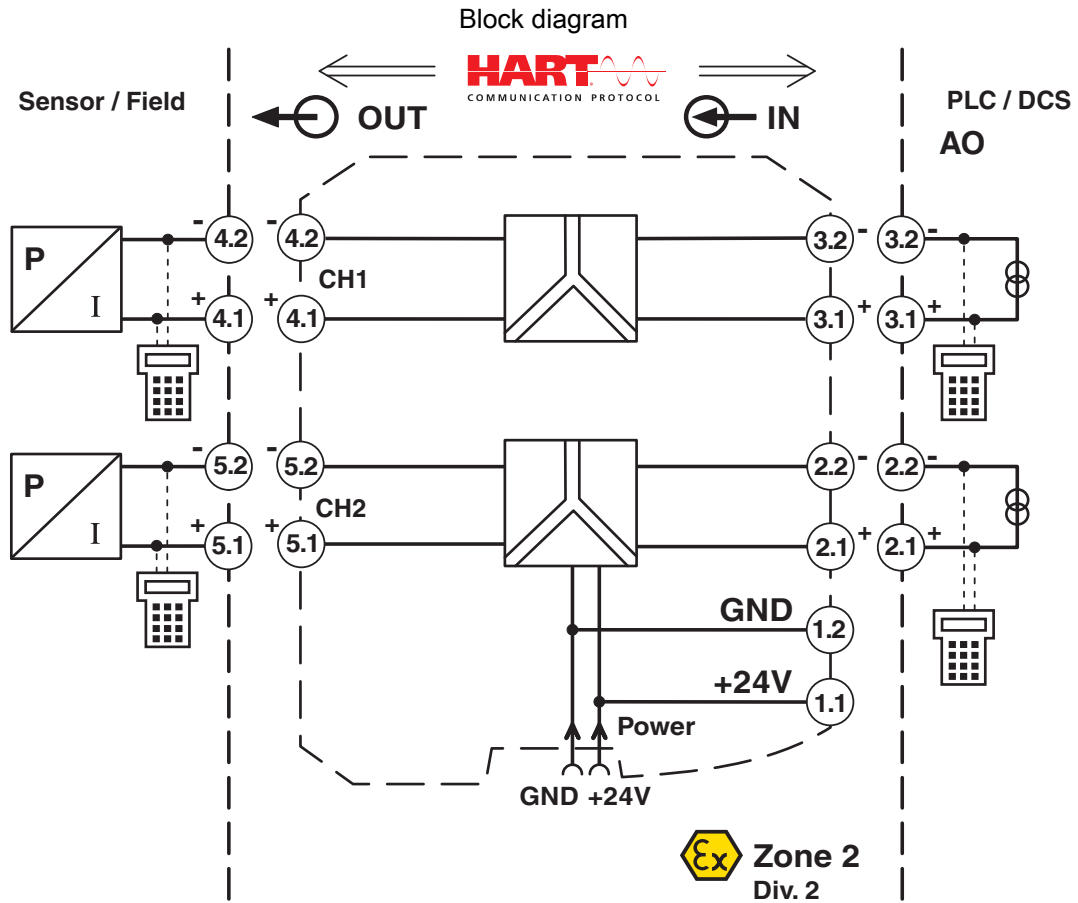 Block diagram
HART
COMMUNICATION PROTOCOL
Sensor / Field
OUT
IN
PLC / DCS
AO
P
I
-
4.2
-
4.2
3.2
-
3.2
-
CH1
+
4.1
+
4.1
3.1
+
3.1
+
P
I
-
5.2
-
5.2
2.2
-
2.2
-
CH2
+
5.1
+
5.1
2.1
+
2.1
+
GND
1.2
+24V
1.1
Power
GND +24V
Ex
Zone 2
Div. 2